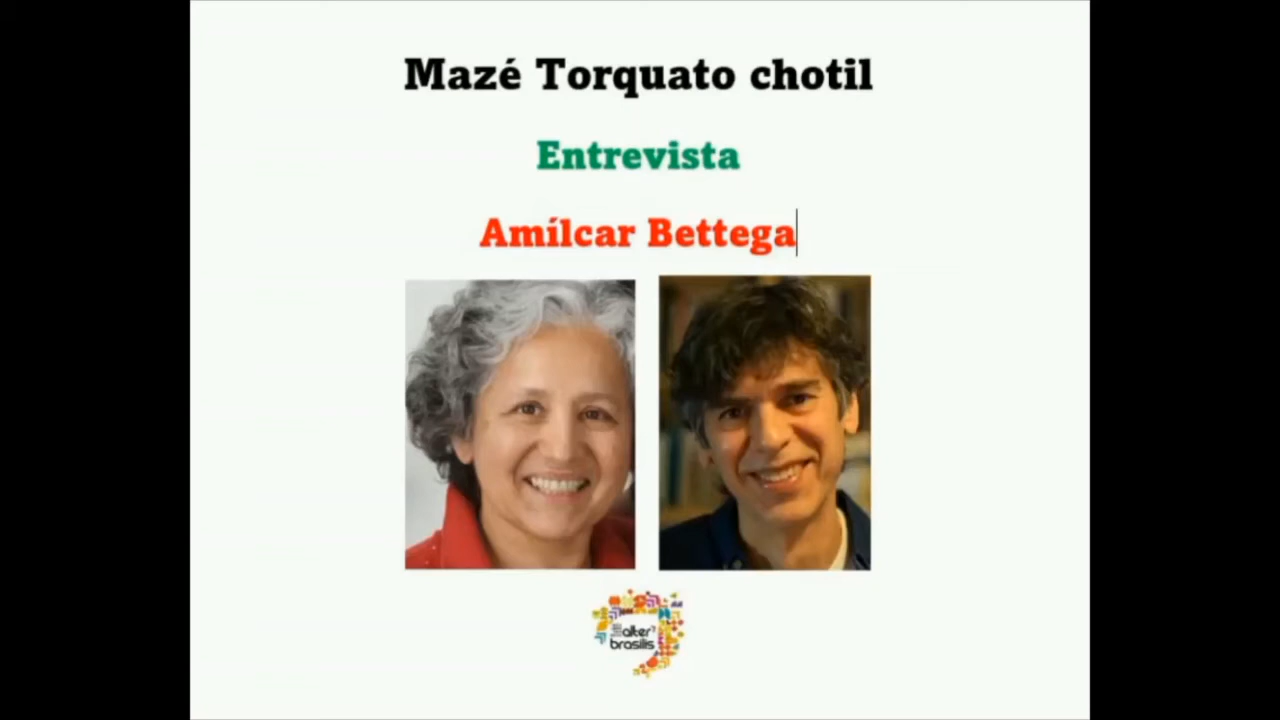 Mazé Torquato chotil
Entrevista
Amílcar Bettega
alter
brasilis